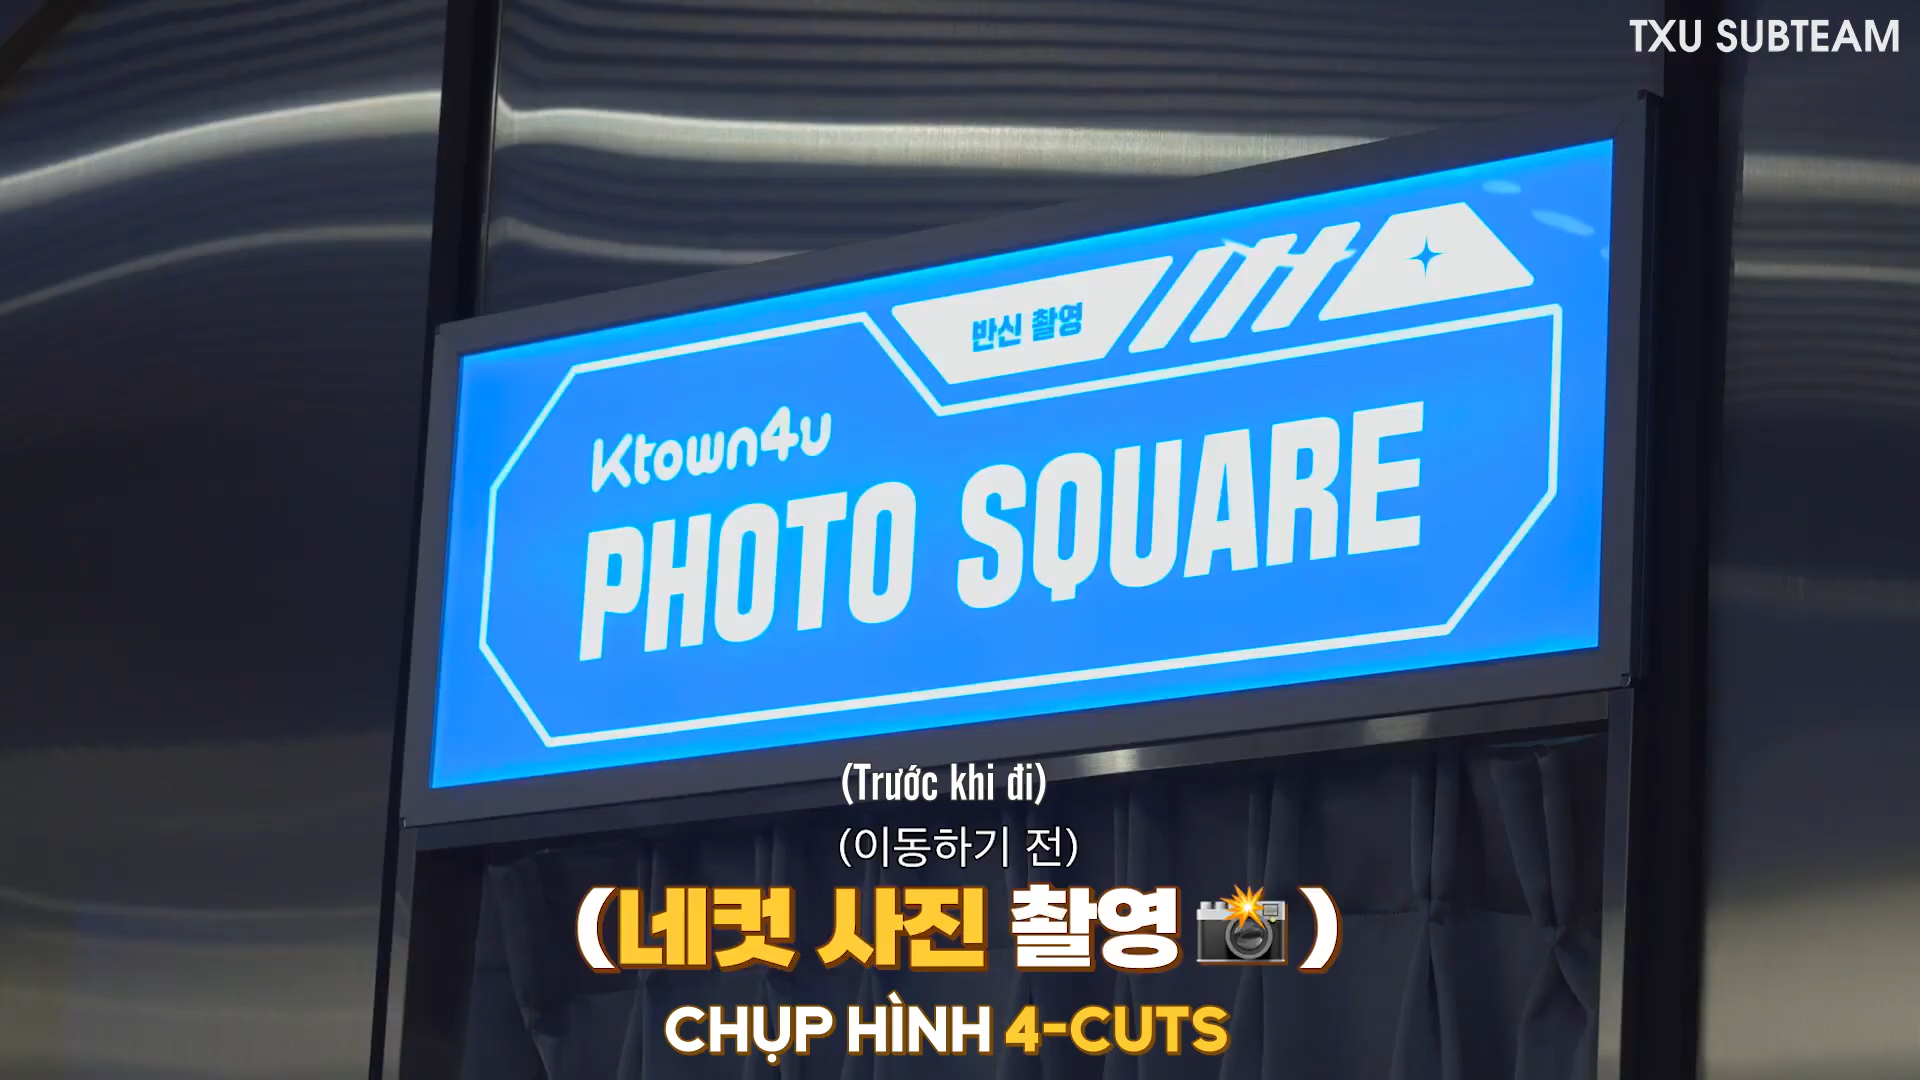 TXU SUBTEAM
반신 촬영
Ktown4u
PHOTO SQUARE
(Trước khi đi)
(이동하기 전)
(네컷 사진 촬영📸)
CHỤP HÌNH 4-CUTS